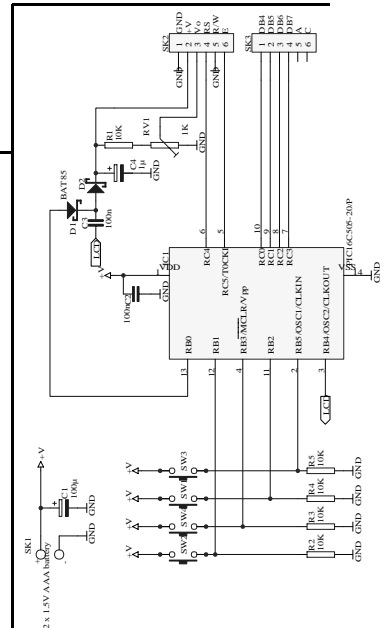 SK2
GND
+V
Vo
RS
R/W
E
1
2
3
4
5
6
GND
GND
SK3
DB4
DB5
DB6
DB7
A
C
1
2
3
4
5
6
R1
10K
RV1
1K
GND
BAT85
D1
D2
C4
1µ
GND
C3
100n
LCD
+V
IC1
VDD
100n
C2
GND
6
RC4
5
RC5/T0CKI
10
RC0
9
RC1
8
RC2
7
RC3
PIC16C505-20/P
VSS
14
GND
RB0
13
RB1
12
RB3/MCLR/Vpp
4
RB2
11
RB5/OSC1/CLKIN
2
RB4/OSC2/CLKOUT
3
LCD
SK1
+
-
2 x 1.5V AAA battery
+V
C1
100µ
GND
GND
+V
+V
+V
+V
SW3
R5
10K
GND
R4
10K
GND
R3
10K
GND
R2
10K
GND